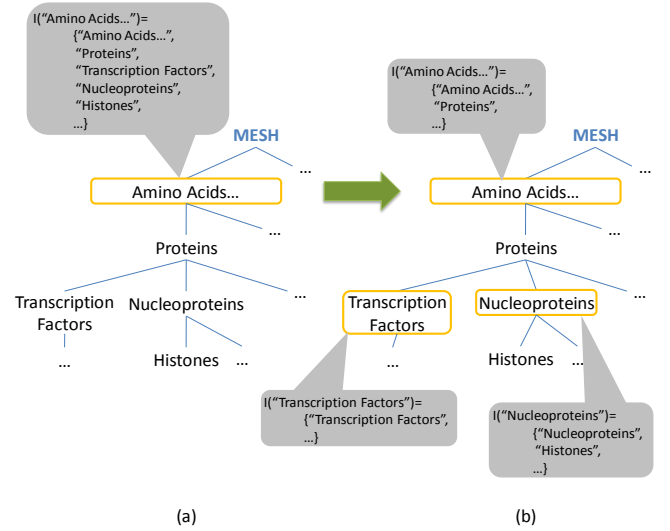 I(“Amino Acids...”)=
{“Amino Acids...”,
“Proteins”,
“Transcription Factors”,
“Nucleoproteins”,
“Histones”,
...}
MESH
...
Amino Acids...
...
Proteins
...
Transcription
Factors
Nucleoproteins
...
Histones
...
(a)
I(“Amino Acids...”)=
{“Amino Acids...”,
“Proteins”,
...}
MESH
...
Amino Acids...
...
Proteins
...
Transcription
Factors
Nucleoproteins
...
Histones
...
I(“Transcription Factors”)=
{“Transcription Factors”,
...}
I(“Nucleoproteins”)=
{“Nucleoproteins”,
“Histones”,
...}
(b)